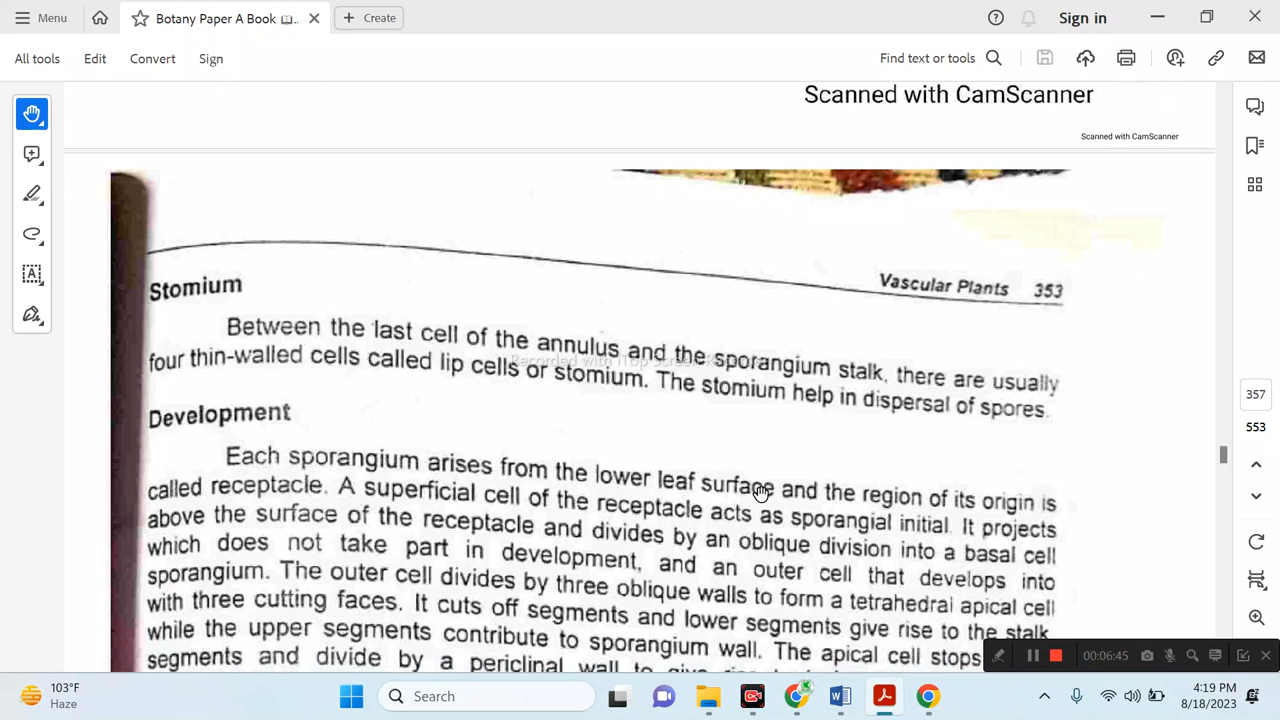 Menu
Botany Paper A Book
Create
Sign in
All tools
Edit
Convert
Sign
Find text or tools
Scanned with CamScanner
Scanned with CamScanner
Vascular Plants 353
Stomium
Between the last cell of the annulus and the sporangium stalk, there are usually
four thin-walled cells called lip cells or stomium. The stomium help in dispersal of spores.
Recorded with iTop Screen Recorder
Development
Each sporangium arises from the lower leaf surface and the region of its origin is
called receptacle. A superficial cell of the receptacle acts as sporangial initial. It projects
above the surface of the receptacle and divides by an oblique division into a basal cell
which does not take part in development, and an outer cell that develops into
sporangium. The outer cell divides by three oblique walls to form a tetrahedral apical cell
with three cutting faces. It cuts off segments and lower segments give rise to the stalk
while the upper segments contribute to sporangium wall. The apical cell stops
segments and divide by a periclinal wall to give
357
553
00:06:45
103°F
Haze
Search
4:19 PM
8/18/2023